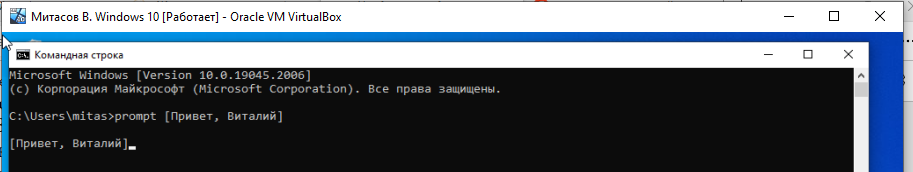 Митасов В. Windows 10 [Работает] - Oracle VM VirtualBox
Командная строка
Microsoft Windows [Version 10.0.19045.2006]
(c) Корпорация Майкрософт (Microsoft Corporation). Все права защищены.
C:\Users\mitas>prompt [Привет, Виталий]
[Привет, Виталий]